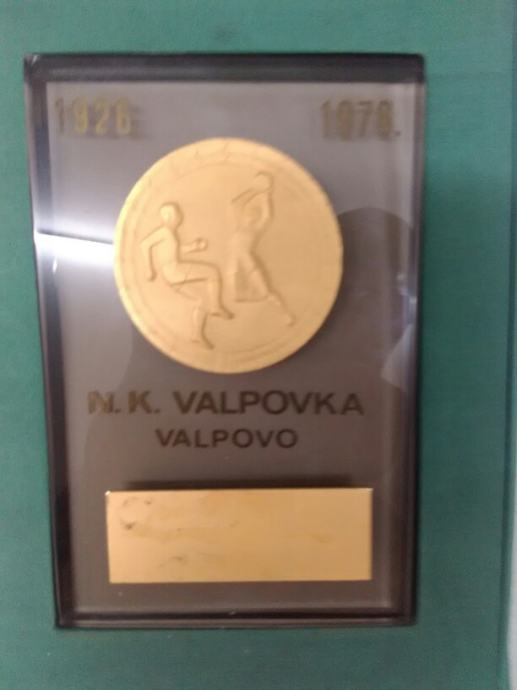 1926. 1976.
N. K. VALPOVKA
VALPOVO